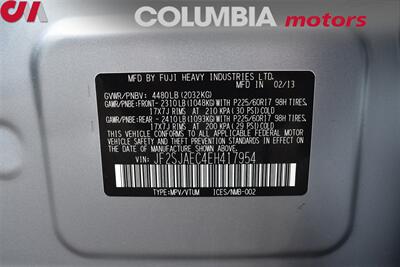 DIA
COLUMBIA motors
MFD. BY FUJI HEAVY INDUSTRIES LTD.
02/13
GVWR/PNBV: 4480LB(2032KG)
GAWR/PNBE:FRONT- 2310LB(1048KG)WITH P225/60R17 98H TIRES.
17X7J RIMS AT 210 KPA(30 PSI)COLD.
GAWR/PNBE:REAR- 2410LB(1093KG)WITH P225/60R17 98H TIRES.
17X7J RIMS AT 200 KPA(29 PSI)COLD.
THIS VEHICLE CONFORMS TO ALL APPLICABLE FEDERAL MOTOR
VEHICLE SAFETY
AND THEFT PREVENTION STANDARDS IN EFFECT ON THE DATE
OF MANUFACTURE SHOWN ABOVE.
VIN: JF2SJAEC4EH417954
TYPE:MPV/VTUM ICES/NMB-002